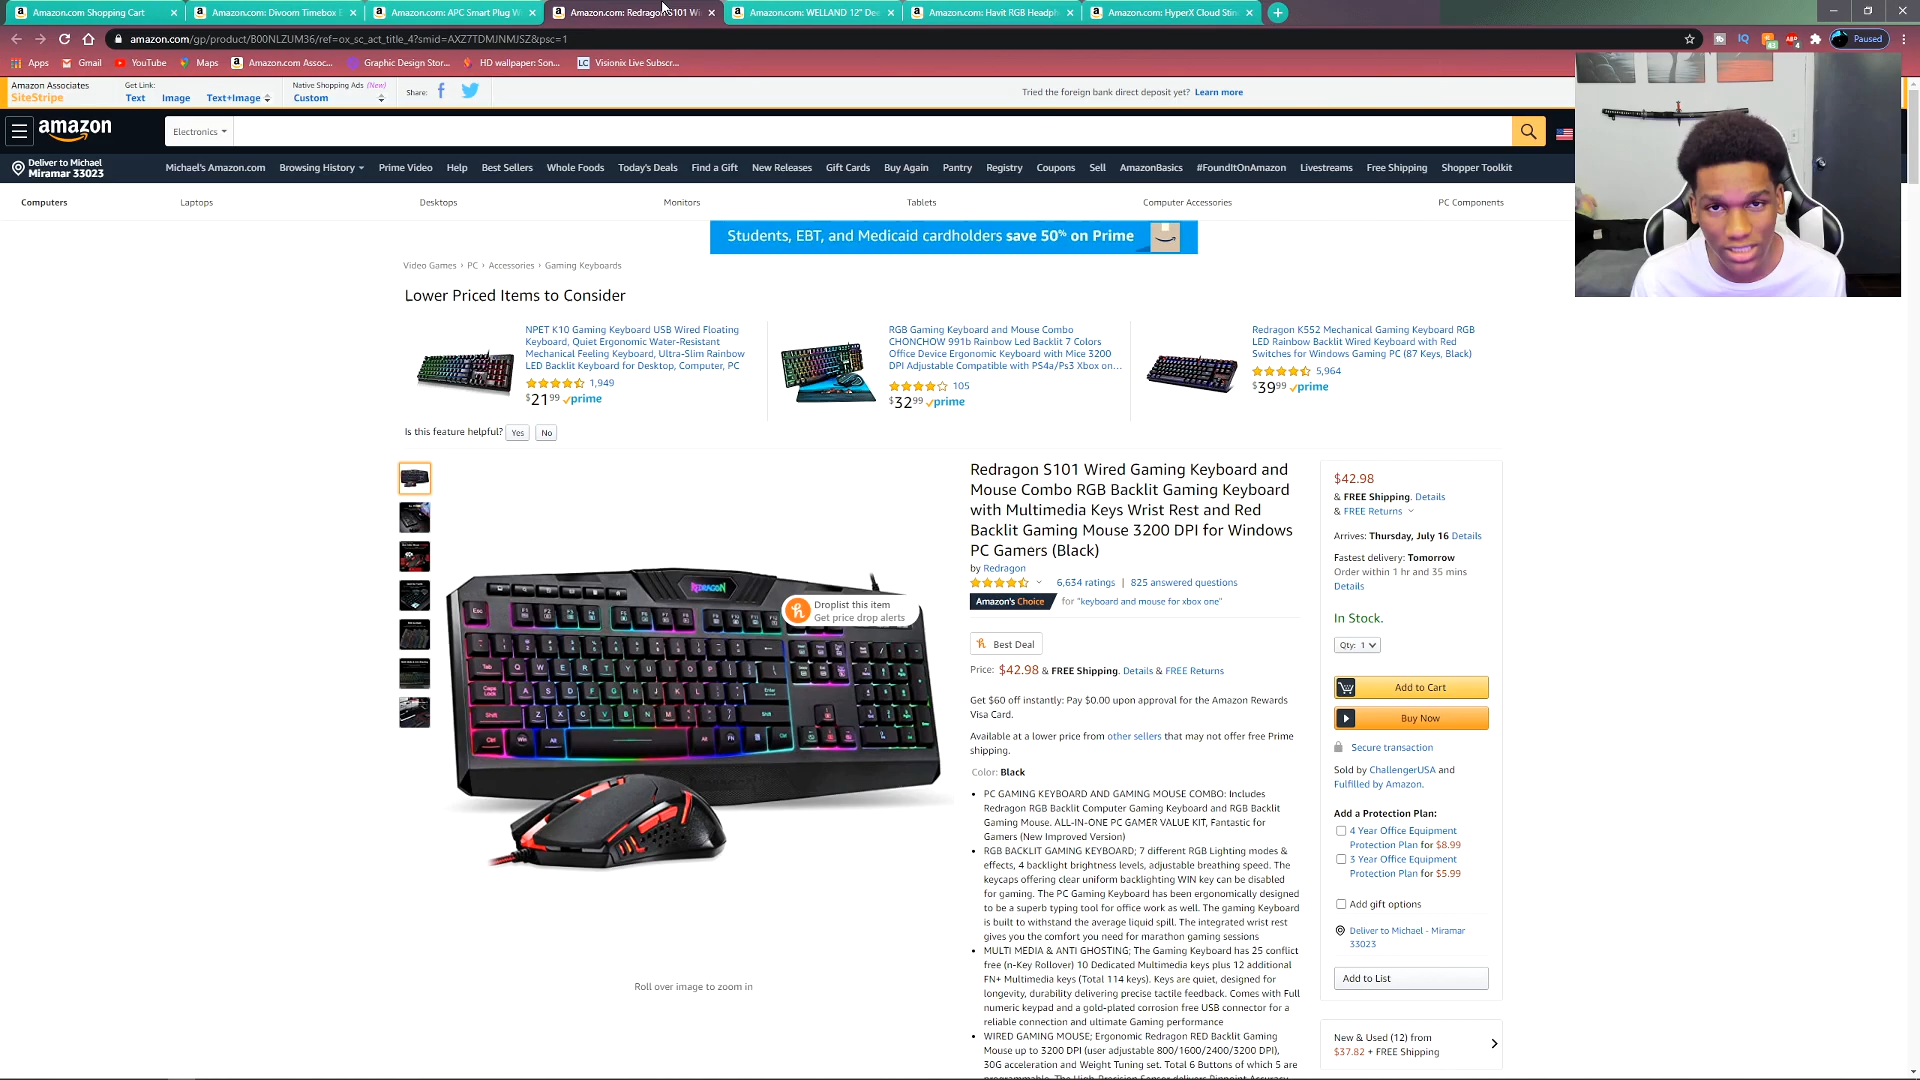 Amazon.com Shopping Cart
Amazon.com: Divoom Timebox E
Amazon.com: APC Smart Plug W
Amazon.com: Redragon S101 Wi
Amazon.com: WELLAND 12" Dee
Amazon.com: Havit RGB Headph
Amazon.com: HyperX Cloud Stin
amazon.com/gp/product/B00NLZUM36/ref=ox_sc_act_title_4?smid=AXZ7TDMJNMJSZ&psc=1
Paused
Apps Gmail YouTube Maps Amazon.com Assoc... Graphic Design Stor... HD wallpaper: Son... LC Visionix Live Subscr...
Amazon Associates
SiteStripe
Get Link:
Text Image Text+Image
Native Shopping Ads (New)
Custom
Share:
Tried the foreign bank direct deposit yet? Learn more
amazon
Electronics
Deliver to Michael
Miramar 33023
Michael's Amazon.com Browsing History Prime Video Help Best Sellers Whole Foods Today's Deals Find a Gift New Releases Gift Cards Buy Again Pantry Registry Coupons Sell AmazonBasics #FoundItOnAmazon Livestreams Free Shipping Shopper Toolkit
Computers Laptops Desktops Monitors Tablets Computer Accessories PC Components
Students, EBT, and Medicaid cardholders save 50% on Prime
Video Games › PC › Accessories › Gaming Keyboards
Lower Priced Items to Consider
NPET K10 Gaming Keyboard USB Wired Floating
Keyboard, Quiet Ergonomic Water-Resistant
Mechanical Feeling Keyboard, Ultra-Slim Rainbow
LED Backlit Keyboard for Desktop, Computer, PC
1,949
$21.99 prime
RGB Gaming Keyboard and Mouse Combo
CHONCHOW 991b Rainbow Led Backlit 7 Colors
Office Device Ergonomic Keyboard with Mice 3200
DPI Adjustable Compatible with PS4a/Ps3 Xbox on...
105
$32.99 prime
Redragon K552 Mechanical Gaming Keyboard RGB
LED Rainbow Backlit Wired Keyboard with Red
Switches for Windows Gaming PC (87 Keys, Black)
5,964
$39.99 prime
Is this feature helpful? Yes No
REDRAGON
Droplist this item
Get price drop alerts
Roll over image to zoom in
Redragon S101 Wired Gaming Keyboard and
Mouse Combo RGB Backlit Gaming Keyboard
with Multimedia Keys Wrist Rest and Red
Backlit Gaming Mouse 3200 DPI for Windows
PC Gamers (Black)
by Redragon
6,634 ratings | 825 answered questions
Amazon's Choice for "keyboard and mouse for xbox one"
Best Deal
Price: $42.98 & FREE Shipping. Details & FREE Returns
Get $60 off instantly: Pay $0.00 upon approval for the Amazon Rewards
Visa Card.
Available at a lower price from other sellers that may not offer free Prime
shipping.
Color: Black
• PC GAMING KEYBOARD AND GAMING MOUSE COMBO: Includes
Redragon RGB Backlit Computer Gaming Keyboard and RGB Backlit
Gaming Mouse. ALL-IN-ONE PC GAMER VALUE KIT, Fantastic for
Gamers (New Improved Version)
• RGB BACKLIT GAMING KEYBOARD; 7 different RGB Lighting modes &
effects, 4 backlight brightness levels, adjustable breathing speed. The
keycaps offering clear uniform backlighting WIN key can be disabled
for gaming. The PC Gaming Keyboard has been ergonomically designed
to be a superb typing tool for office work as well. The gaming Keyboard
is built to withstand the average liquid spill. The integrated wrist rest
gives you the comfort you need for marathon gaming sessions
• MULTI MEDIA & ANTI GHOSTING; The Gaming Keyboard has 25 conflict
free (n-Key Rollover) 10 Dedicated Multimedia keys plus 12 additional
FN+ Multimedia keys (Total 114 keys). Keys are quiet, designed for
longevity, durability delivering precise tactile feedback. Comes with Full
numeric keypad and a gold-plated corrosion free USB connector for a
reliable connection and ultimate Gaming performance
• WIRED GAMING MOUSE; Ergonomic Redragon RED Backlit Gaming
Mouse up to 3200 DPI (user adjustable 800/1600/2400/3200 DPI),
30G acceleration and Weight Tuning set. Total 6 Buttons of which 5 are
$42.98
& FREE Shipping. Details
& FREE Returns
Arrives: Thursday, July 16 Details
Fastest delivery: Tomorrow
Order within 1 hr and 35 mins
Details
In Stock.
Qty: 1
Add to Cart
Buy Now
Secure transaction
Sold by ChallengerUSA and
Fulfilled by Amazon.
Add a Protection Plan:
4 Year Office Equipment
Protection Plan for $8.99
3 Year Office Equipment
Protection Plan for $5.99
Add gift options
Deliver to Michael - Miramar
33023
Add to List
New & Used (12) from
$37.82 + FREE Shipping